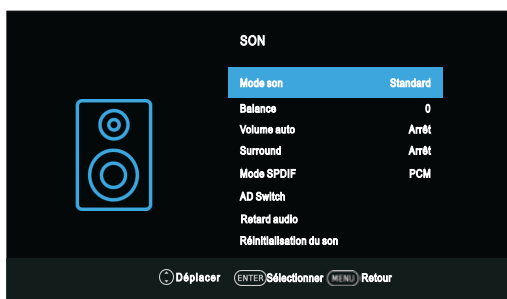 SON
Mode son Standard
Balance 0
Volume auto Arrêt
Surround Arrêt
Mode SPDIF PCM
AD Switch
Retard audio
Réinitialisation du son
Déplacer ENTER Sélectionner MENU Retour